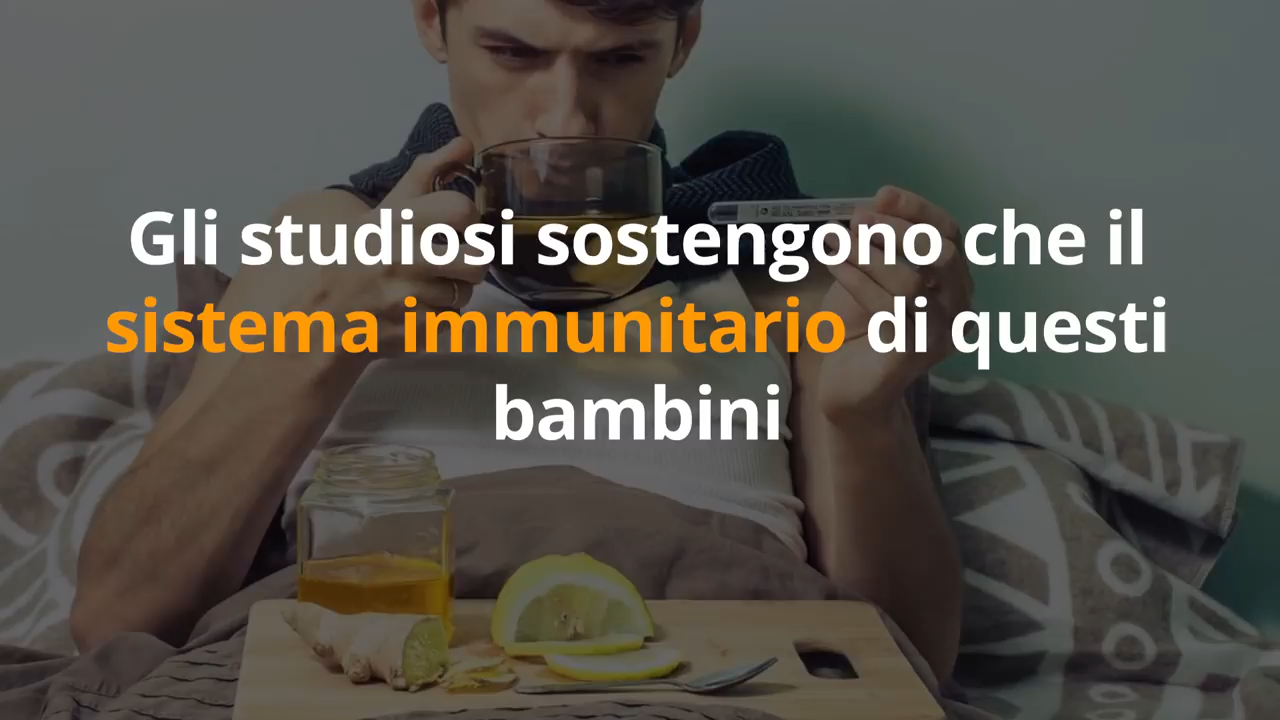 Gli studiosi sostengono che il
sistema immunitario di questi
bambini